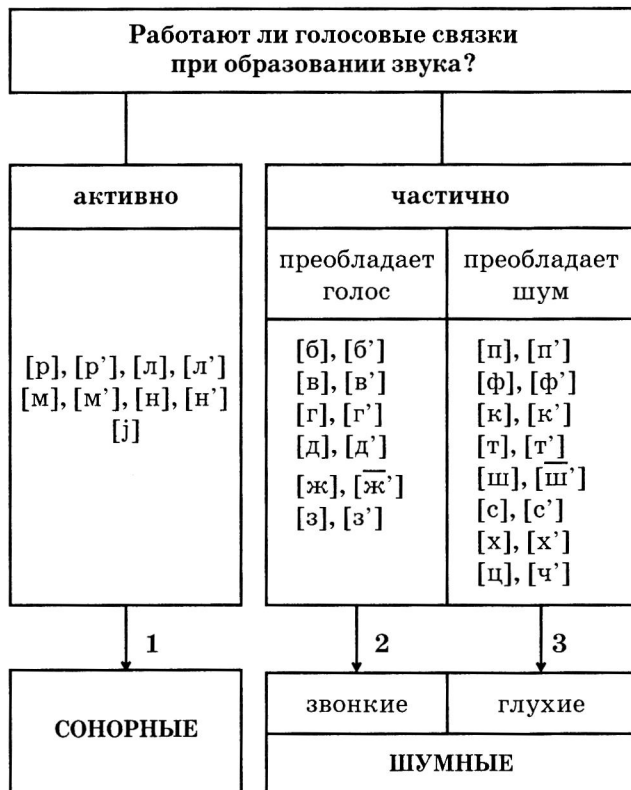 Работают ли голосовые связки
при образовании звука?
активно
частично
преобладает
голос
преобладает
шум
[р], [р’], [л], [л’]
[м], [м’], [н], [н’]
[j]
[б], [б’]
[в], [в’]
[г], [г’]
[д], [д’]
[ж], [ж̅’]
[з], [з’]
[п], [п’]
[ф], [ф’]
[к], [к’]
[т], [т’]
[ш], [ш̅’]
[с], [с’]
[х], [х’]
[ц], [ч’]
1
2
3
СОНОРНЫЕ
звонкие
глухие
ШУМНЫЕ